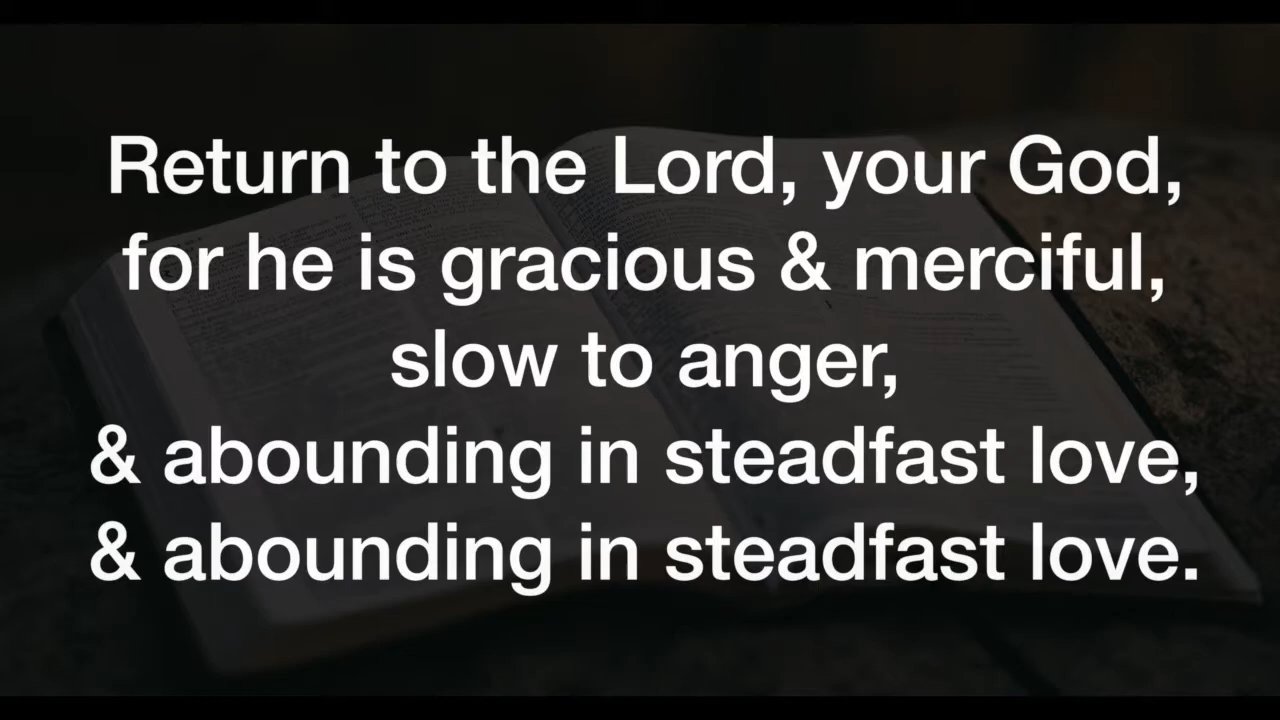 Return to the Lord, your God,
for he is gracious & merciful,
slow to anger,
& abounding in steadfast love,
& abounding in steadfast love.